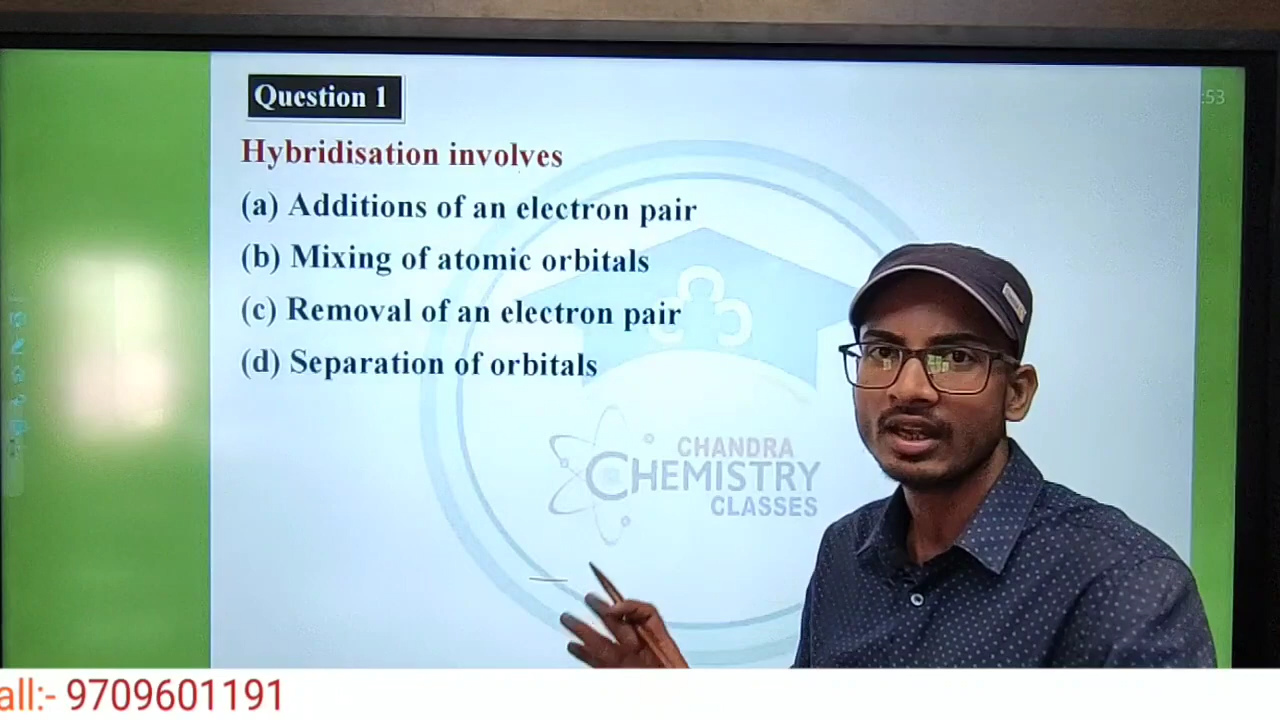 Question 1
:53
Hybridisation involves
(a) Additions of an electron pair
(b) Mixing of atomic orbitals
(c) Removal of an electron pair
(d) Separation of orbitals
CHANDRA
CHEMISTRY
CLASSES
all:- 9709601191